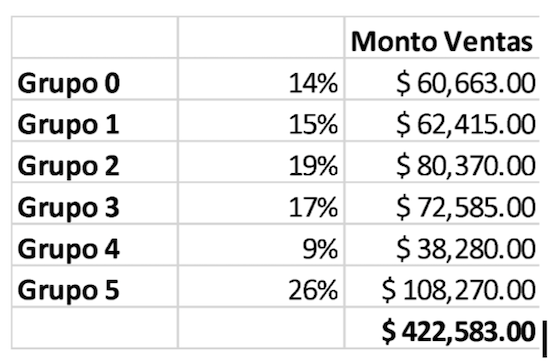 Monto Ventas
Grupo 0 14% $ 60,663.00
Grupo 1 15% $ 62,415.00
Grupo 2 19% $ 80,370.00
Grupo 3 17% $ 72,585.00
Grupo 4 9% $ 38,280.00
Grupo 5 26% $ 108,270.00
$ 422,583.00